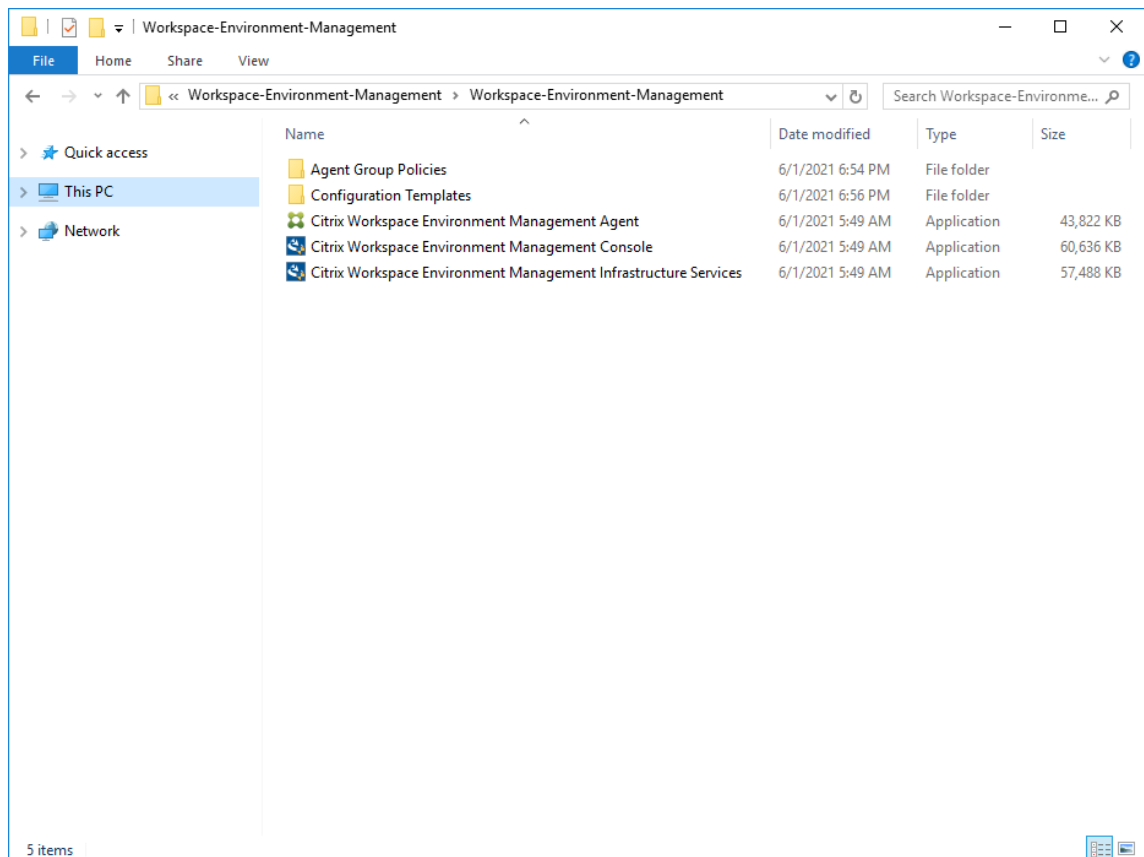 Workspace-Environment-Management
File Home Share View
« Workspace-Environment-Management > Workspace-Environment-Management Search Workspace-Environme...
Name Date modified Type Size
Quick access
This PC
Network
Agent Group Policies 6/1/2021 6:54 PM File folder
Configuration Templates 6/1/2021 6:56 PM File folder
Citrix Workspace Environment Management Agent 6/1/2021 5:49 AM Application 43,822 KB
Citrix Workspace Environment Management Console 6/1/2021 5:49 AM Application 60,636 KB
Citrix Workspace Environment Management Infrastructure Services 6/1/2021 5:49 AM Application 57,488 KB
5 items